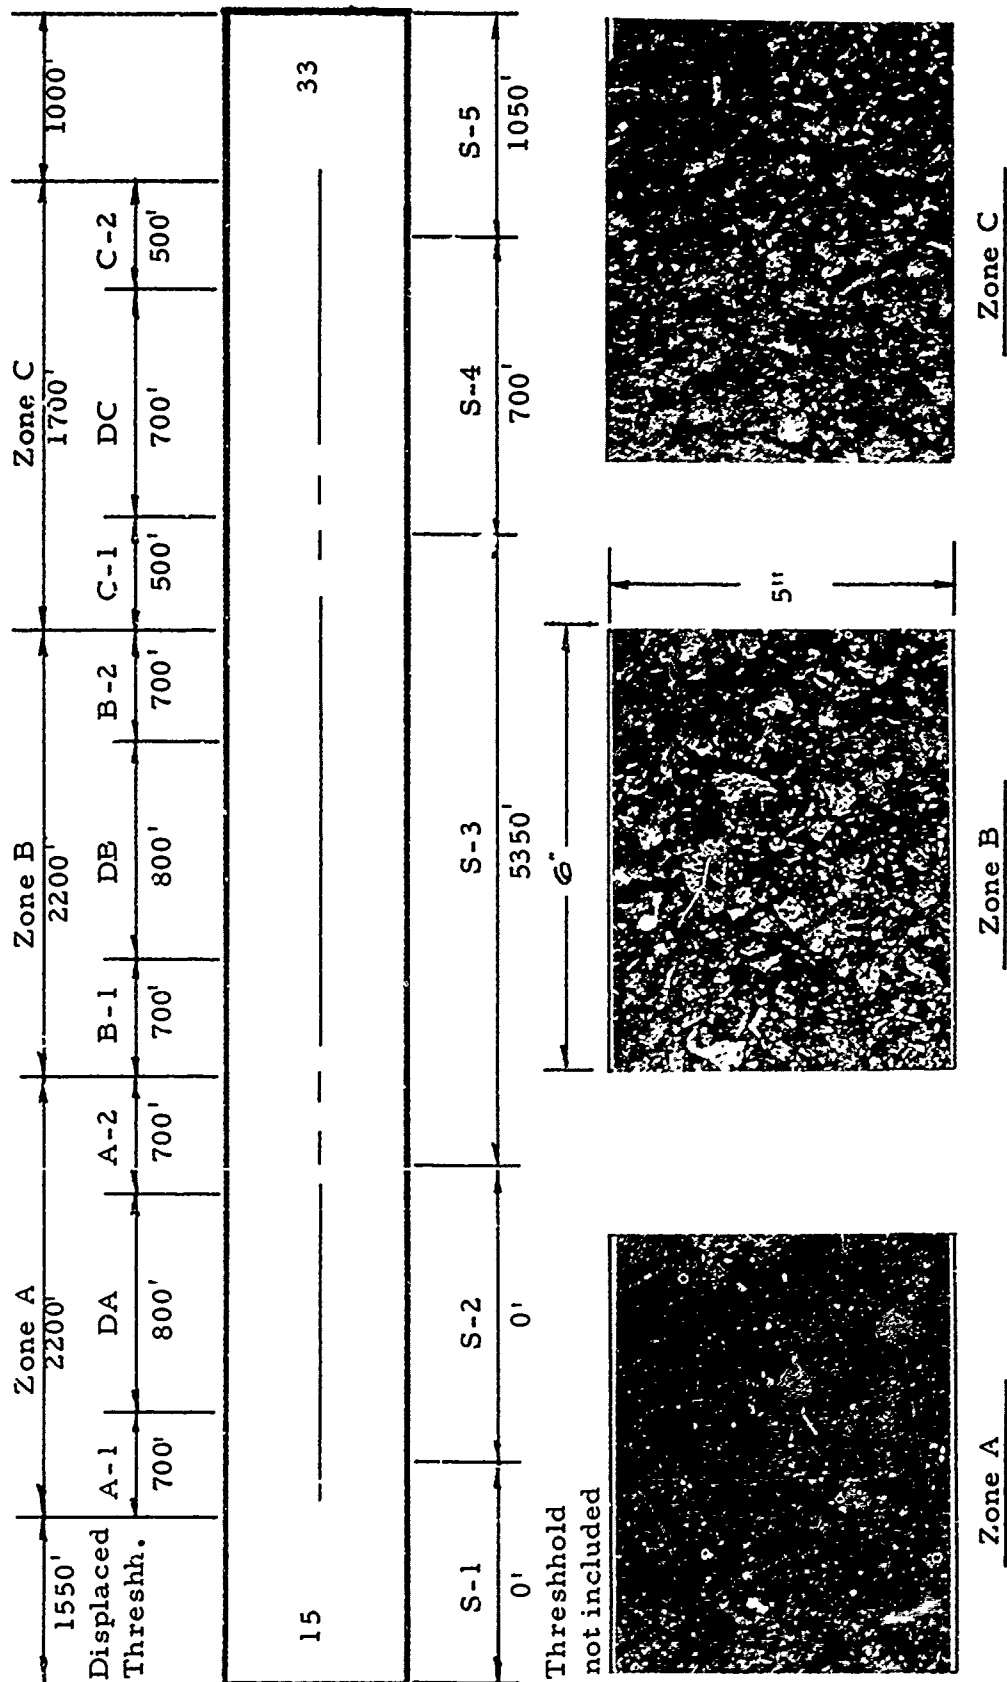 Zone A
Zone B
Zone C
1550'
2200'
2200'
1700'
1000'
Displaced
Threshh.
A-1
DA
A-2
B-1
DB
B-2
C-1
DC
C-2
700'
800'
700'
700'
800'
700'
500'
700'
500'
15
33
S-1
S-2
S-3
S-4
S-5
0'
0'
5350'
700'
1050'
Threshhold
not included
6"
5"
Zone A
Zone B
Zone C